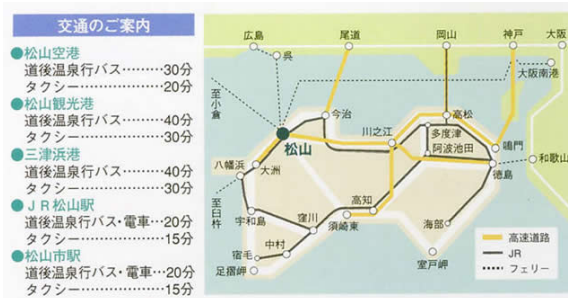 交通のご案内
●松山空港
道後温泉行バス………30分
タクシー………………20分
●松山観光港
道後温泉行バス………40分
タクシー………………30分
●三津浜港
道後温泉行バス………40分
タクシー………………30分
●JR松山駅
道後温泉行バス・電車…20分
タクシー………………15分
●松山市駅
道後温泉行バス・電車…20分
タクシー………………15分
広島
呉
尾道
岡山
神戸
大阪
大阪南港
至小倉
今治
松山
川之江
高松
多度津
阿波池田
鳴門
徳島
和歌山
八幡浜
大洲
至臼杵
宇和島
窪川
高知
須崎東
海部
中村
宿毛
足摺岬
室戸岬
高速道路
JR
フェリー